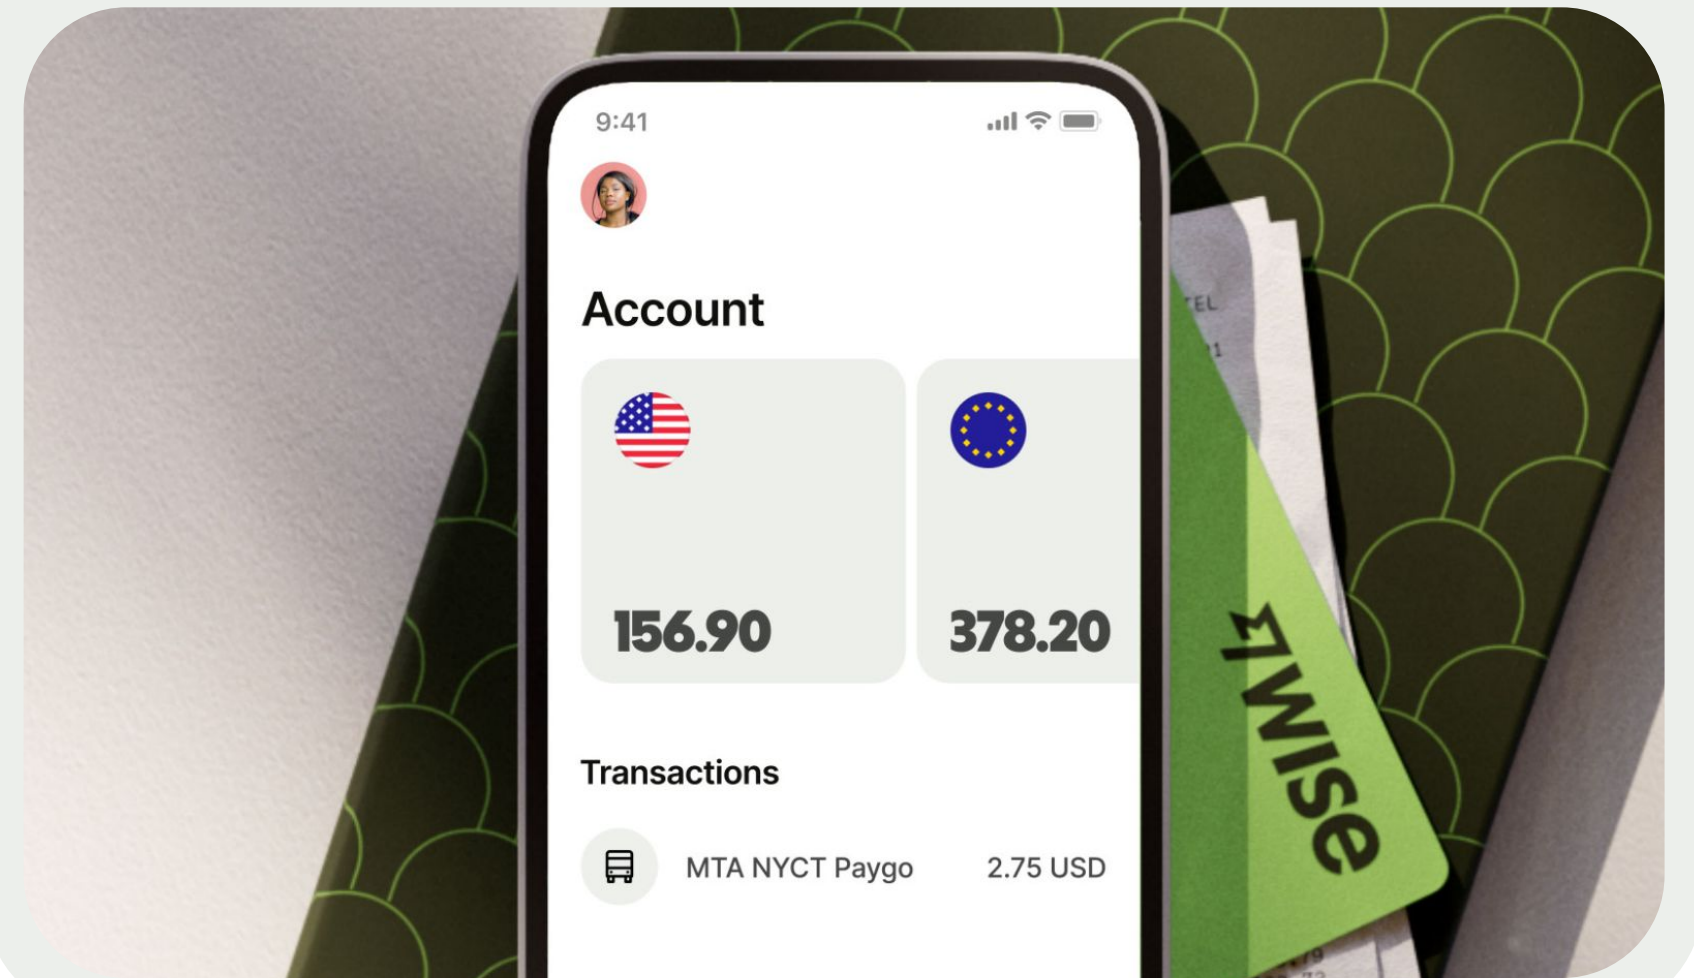 9:41
Account
156.90
378.20
Transactions
MTA NYCT Paygo
2.75 USD
WISE